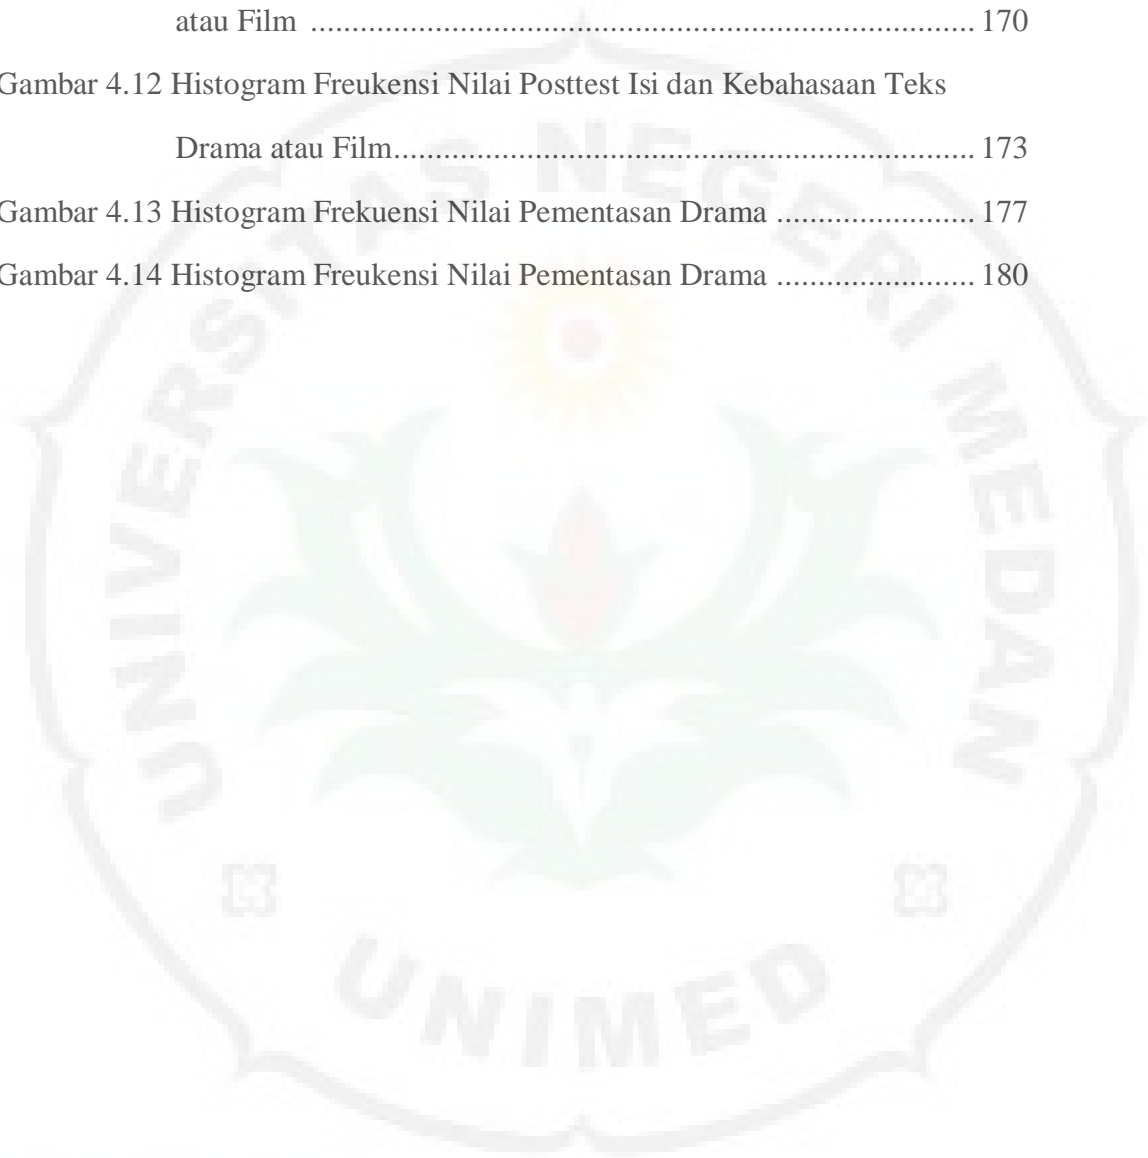 atau Film ................................................................................. 170
Gambar 4.12 Histogram Freukensi Nilai Posttest Isi dan Kebahasaan Teks
Drama atau Film....................................................................... 173
Gambar 4.13 Histogram Frekuensi Nilai Pementasan Drama ........................ 177
Gambar 4.14 Histogram Freukensi Nilai Pementasan Drama ........................ 180
UNIVERSITAS NEGERI MEDAN
UNIMED